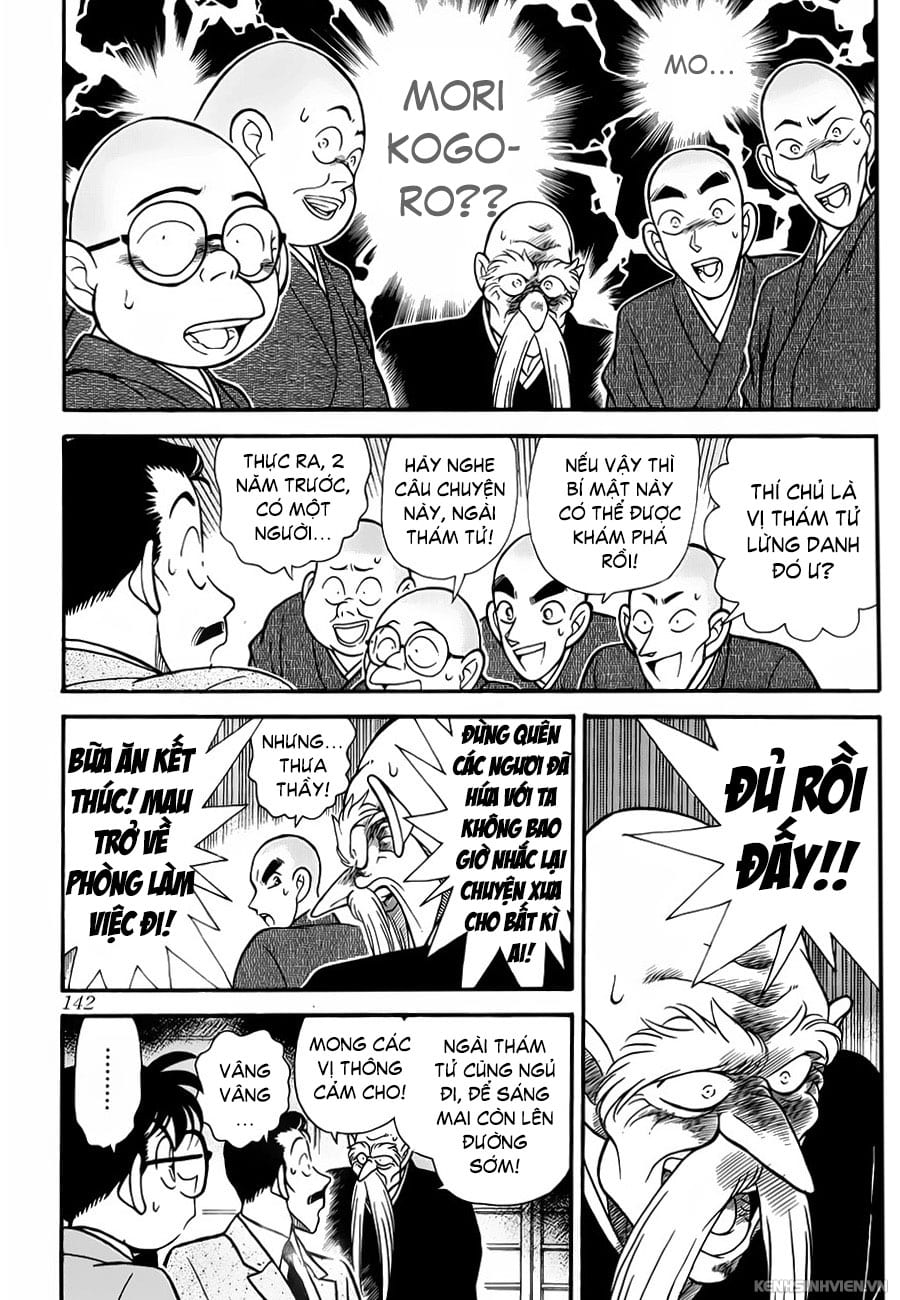 MO...
MORI
KOGO-
RO??
THÍ CHỦ LÀ
VỊ THÁM TỬ
LỪNG DANH
ĐÓ Ư?
NẾU VẬY THÌ
BÍ MẬT NÀY
CÓ THỂ ĐƯỢC
KHÁM PHÁ
RỒI!
HÃY NGHE
CÂU CHUYỆN
NÀY, NGÀI
THÁM TỬ!
THỰC RA, 2
NĂM TRƯỚC,
CÓ MỘT
NGƯỜI...
ĐỦ RỒI
ĐẤY!!
ĐỪNG QUÊN
CÁC NGƯƠI ĐÃ
HỨA VỚI TA
KHÔNG BAO
GIỜ NHẮC LẠI
CHUYỆN XƯA
CHO BẤT KÌ
AI!
NHƯNG...
THƯA
THẦY!
BỮA ĂN KẾT
THÚC! MAU
TRỞ VỀ
PHÒNG LÀM
VIỆC ĐI!
142
NGÀI THÁM
TỬ CŨNG NGỦ
ĐI, ĐỂ SÁNG
MAI CÒN LÊN
ĐƯỜNG
SỚM!
MONG CÁC
VỊ THÔNG
CẢM CHO!
VÂNG
VÂNG
...
.........
KENHSINHVIEN.VN